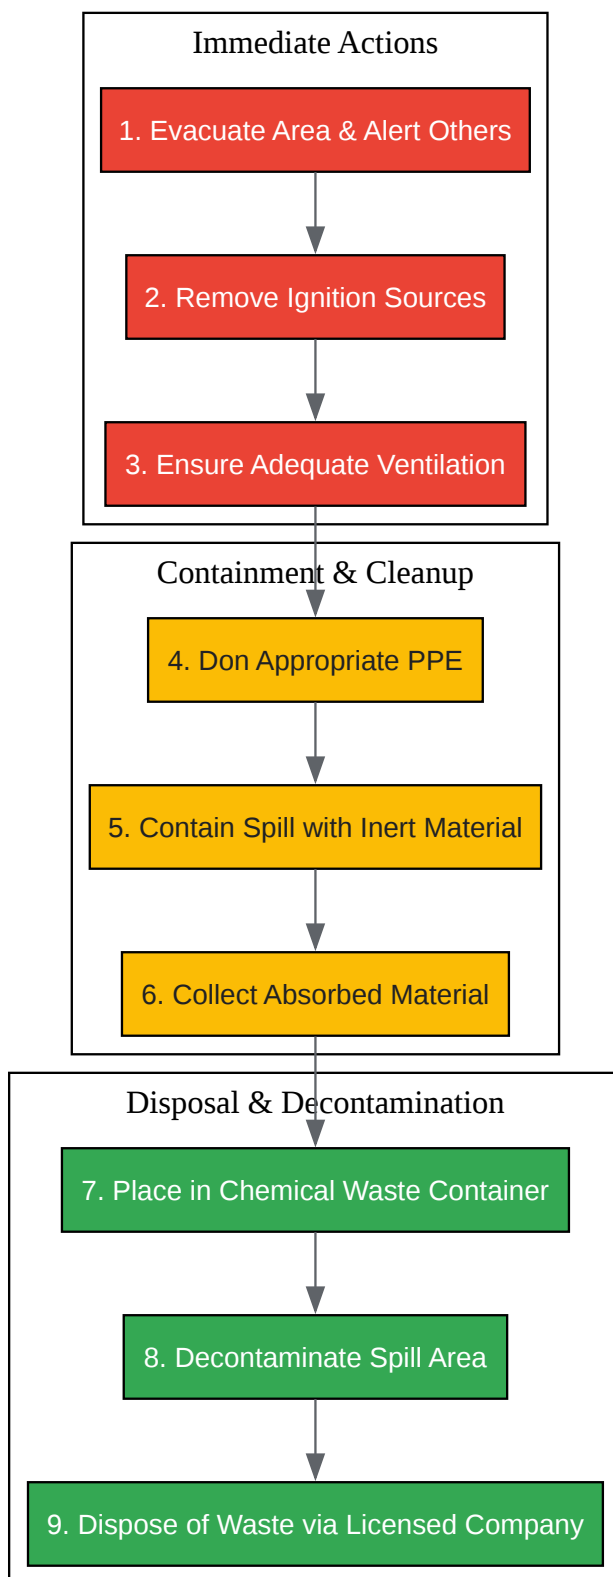 Immediate Actions
1. Evacuate Area & Alert Others
2. Remove Ignition Sources
3. Ensure Adequate Ventilation
Containment & Cleanup
4. Don Appropriate PPE
5. Contain Spill with Inert Material
6. Collect Absorbed Material
Disposal & Decontamination
7. Place in Chemical Waste Container
8. Decontaminate Spill Area
9. Dispose of Waste via Licensed Company